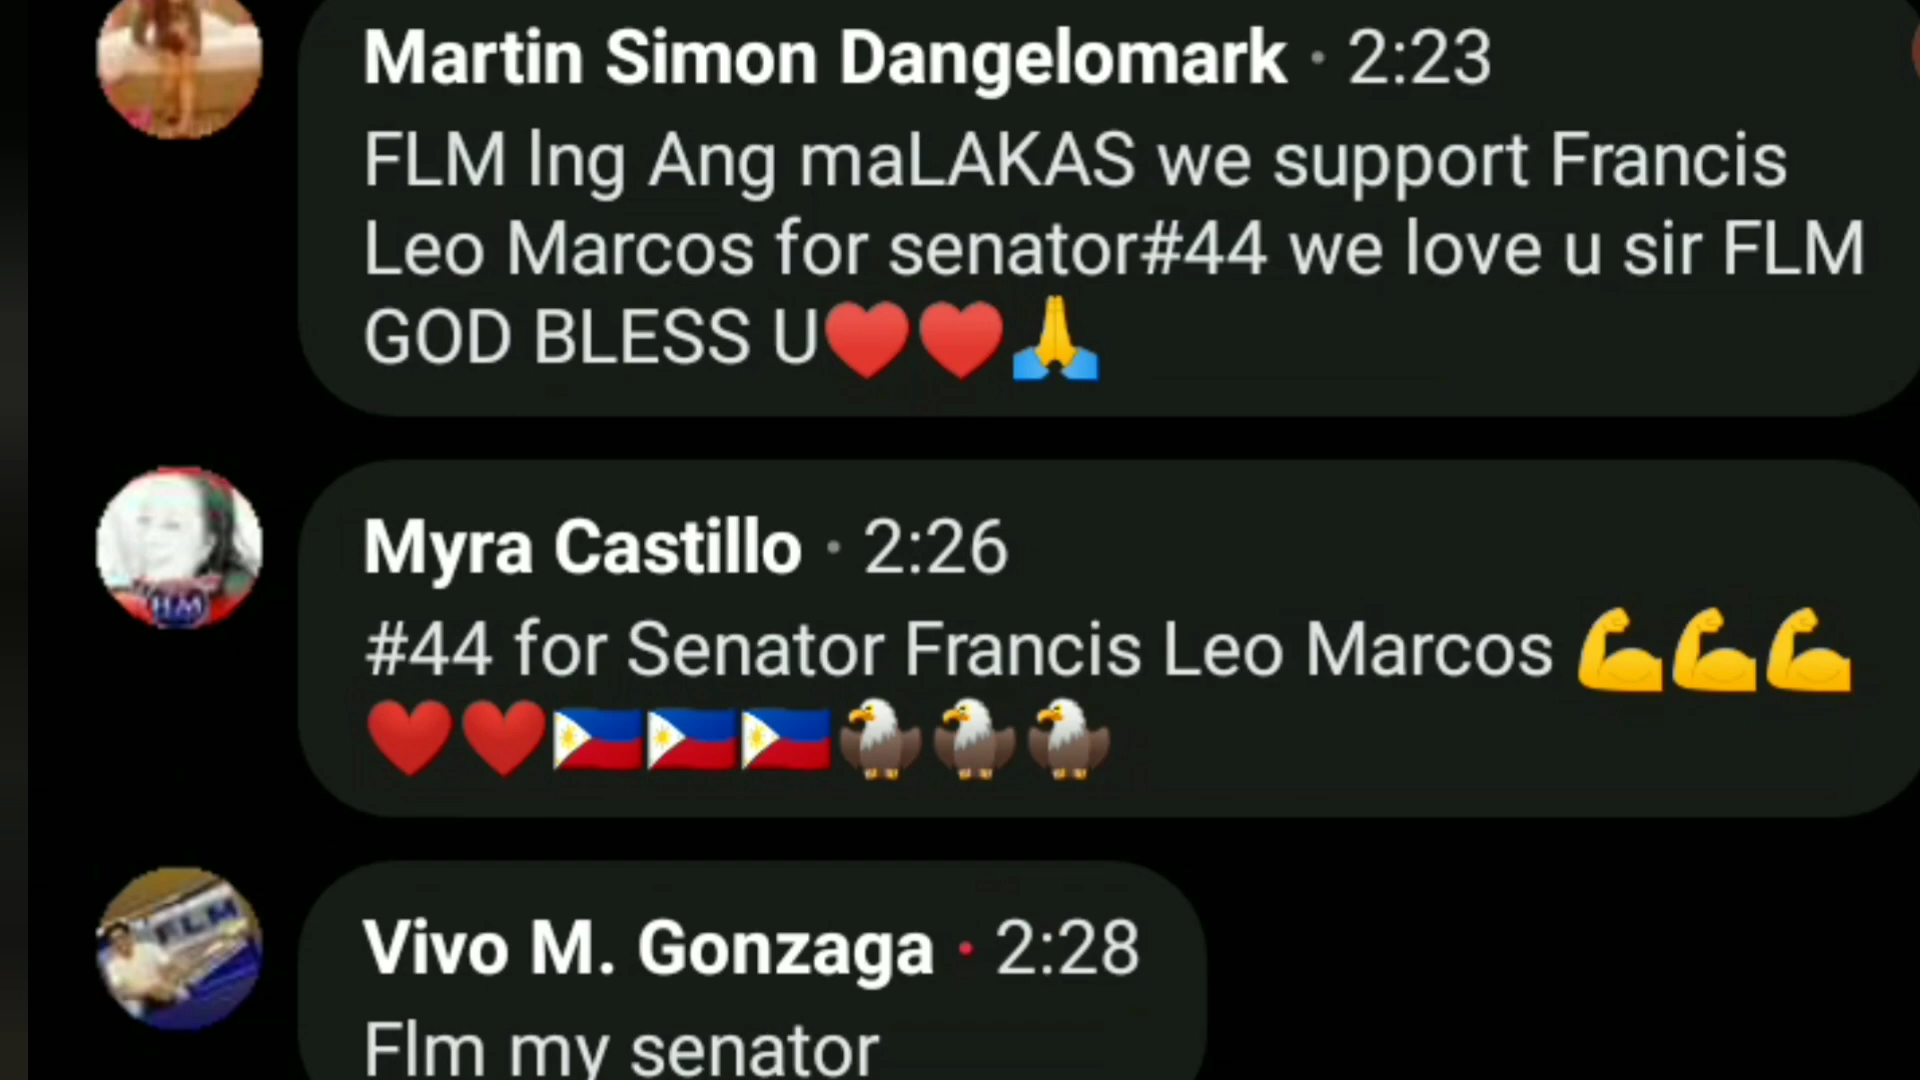 Martin Simon Dangelomark · 2:23
FLM lng Ang maLAKAS we support Francis
Leo Marcos for senator#44 we love u sir FLM
GOD BLESS U❤️❤️🙏
Myra Castillo · 2:26
#44 for Senator Francis Leo Marcos 💪💪💪
❤️❤️🇵🇭🇵🇭🇵🇭🦅🦅🦅
FLM
Vivo M. Gonzaga · 2:28
FLM
Flm my senator